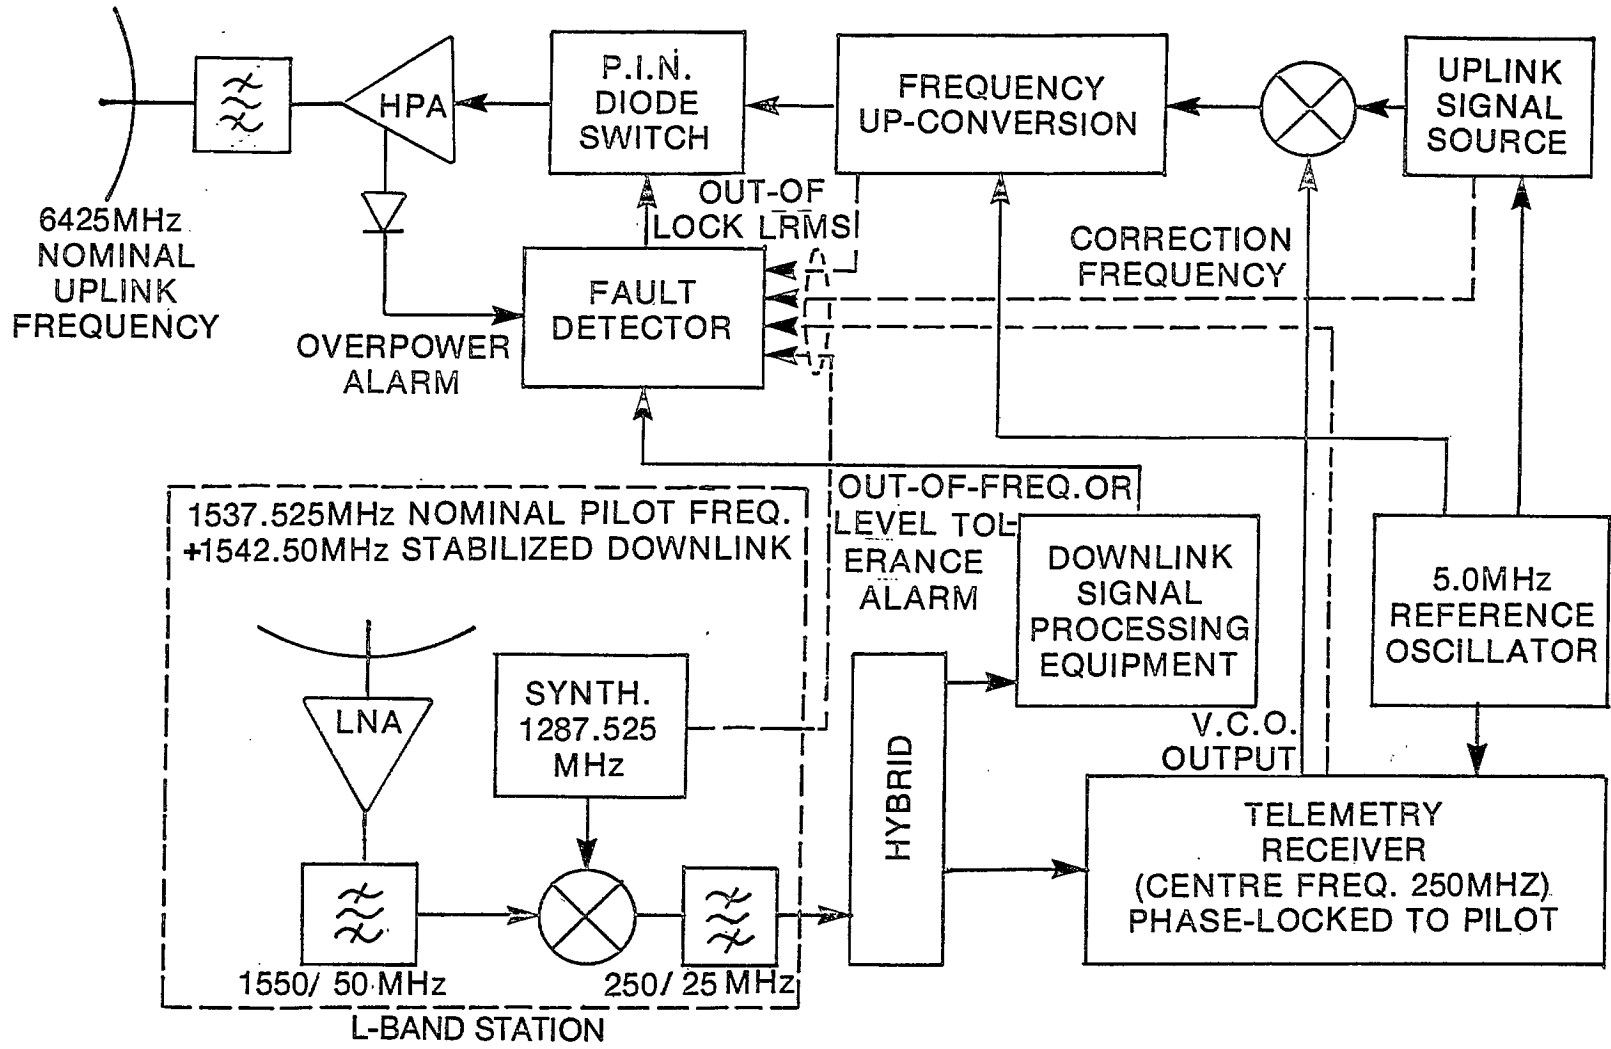 HPA
P.I.N.
DIODE
SWITCH
FREQUENCY
UP-CONVERSION
UPLINK
SIGNAL
SOURCE
6425MHz
NOMINAL
UPLINK
FREQUENCY
OUT-OF
LOCK LRMS
CORRECTION
FREQUENCY
FAULT
DETECTOR
OVERPOWER
ALARM
OUT-OF-FREQ.OR
LEVEL TOL-
ERANCE
ALARM
1537.525MHz NOMINAL PILOT FREQ.
+1542.50MHz STABILIZED DOWNLINK
DOWNLINK
SIGNAL
PROCESSING
EQUIPMENT
5.0MHz
REFERENCE
OSCILLATOR
LNA
SYNTH.
1287.525
MHz
HYBRID
V.C.O.
OUTPUT
TELEMETRY
RECEIVER
(CENTRE FREQ. 250MHZ)
PHASE-LOCKED TO PILOT
1550/ 50 MHz
250/ 25 MHz
L-BAND STATION